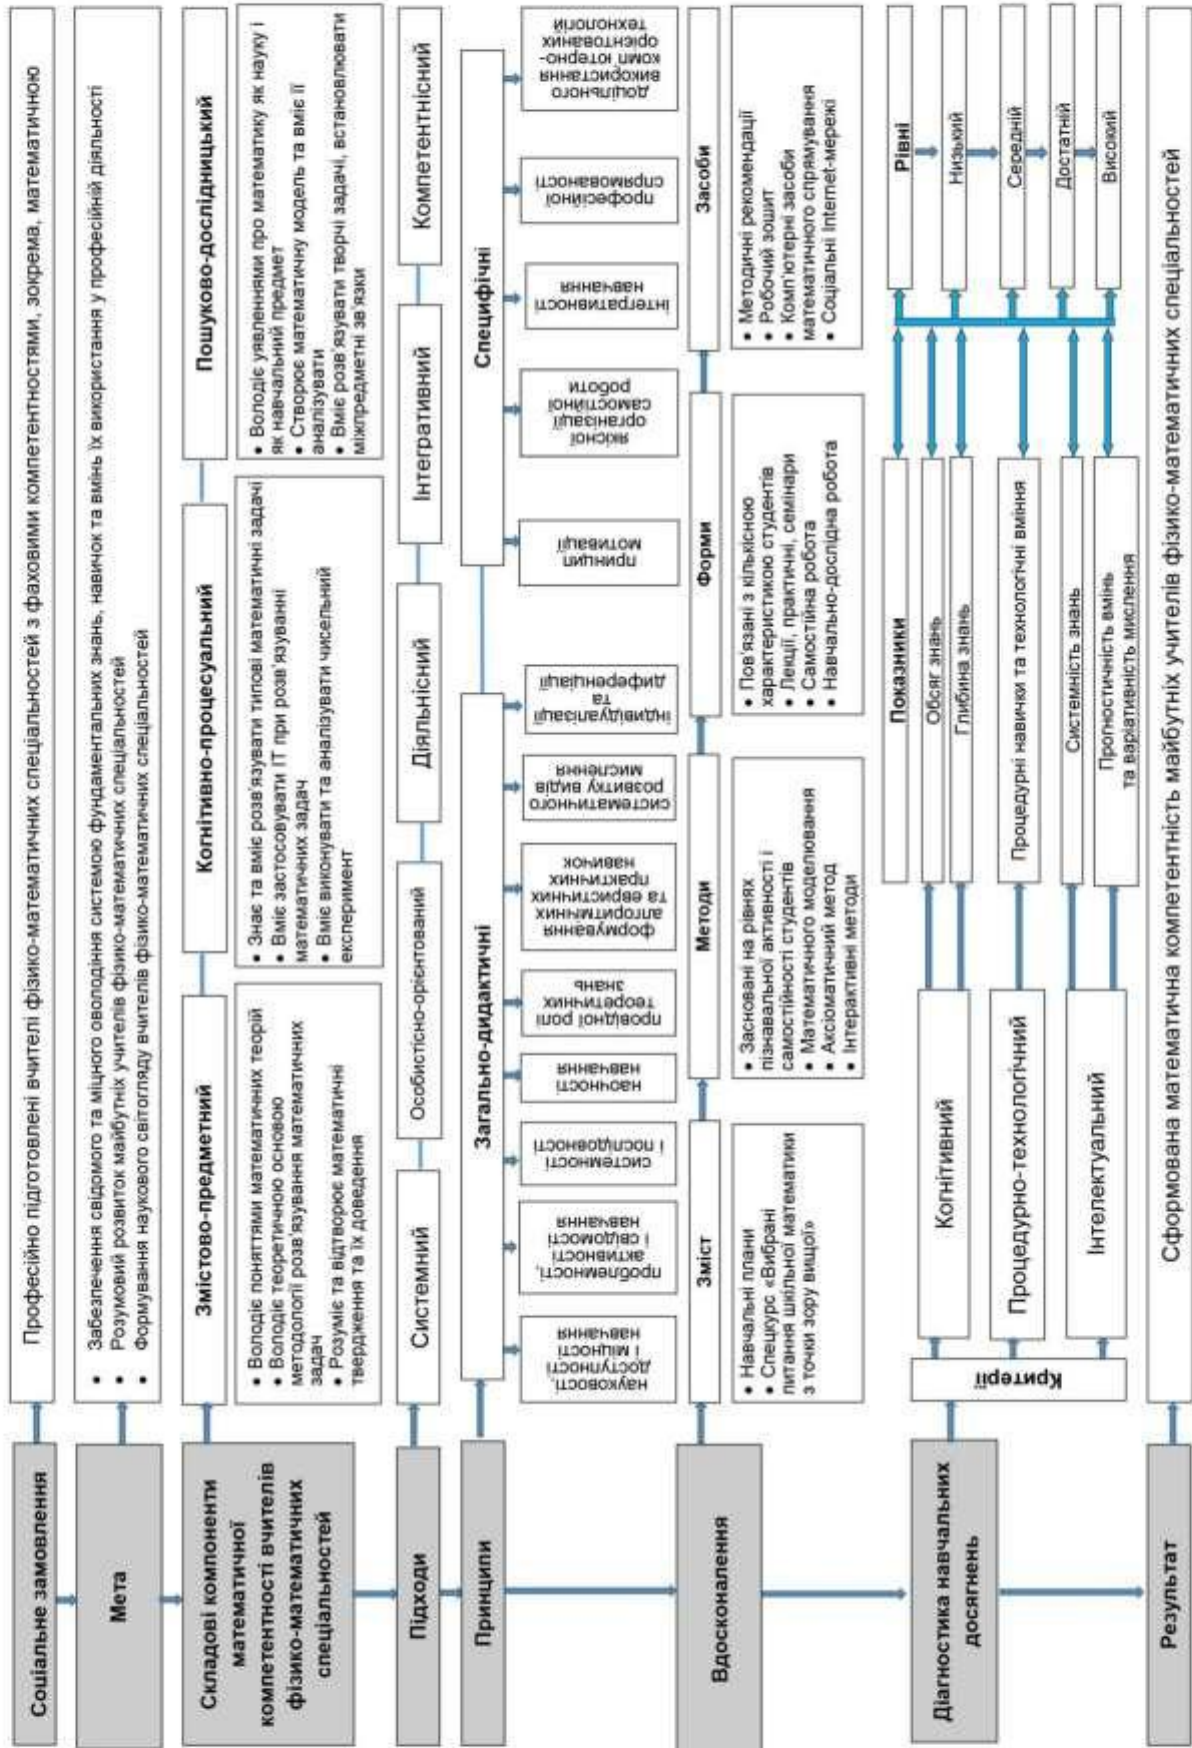 Соціальне замовлення
Професійно підготовлені вчителі фізико-математичних спеціальностей з фаховими компетентностями, зокрема, математичною
Мета
• Забезпечення свідомого та міцного оволодіння системою фундаментальних знань, навичок та вмінь їх використання у професійній діяльності
Розумовий розвиток майбутніх учителів фізико-математичних спеціальностей
• Формування наукового світогляду вчителів фізико-математичних спеціальностей
Складові компоненти
математичної
компетентності вчителів
фізико-математичних
спеціальностей
Змістово-предметний
• Володіє поняттями математичних теорій
• Володіє теоретичною основою
методології розв'язування математичних
задач
• Розуміє та відтворює математичні
твердження та їх доведення
Когнітивно-процесуальний
• Знає та вміє розв'язувати типові математичні задачі
• Вміє застосовувати ІТ при розв'язуванні
математичних задач
• Вміє виконувати та аналізувати чисельний
експеримент
Пошуково-дослідницький
• Володіє уявленнями про математику як науку і
як навчальний предмет
• Створює математичну модель та вміє її
аналізувати
• Вміє розв'язувати творчі задачі, встановлювати
міжпредметні зв'язки
Підходи
Системний
Особистісно-орієнтований
Діяльнісний
Інтегративний
Компетентнісний
Принципи
Загально-дидактичні
науковості,
доступності
і міцності
навчання
проблемності,
активності
і свідомості
навчання
системності
і послідовності
наочності
навчання
провідної ролі
теоретичних
знань
формування
алгоритмічних
та евристичних
практичних
навичок
систематичного
розвитку видів
мислення
індивідуалізації
та
диференціації
Специфічні
принцип
мотивації
якісної
організації
самостійної
роботи
інтегративності
навчання
професійної
спрямованості
доцільного
використання
комп'ютерно-
орієнтованих
технологій
Вдосконалення
Зміст
• Навчальні плани
• Спецкурс «Вибрані
питання шкільної математики
з точки зору вищої»
Методи
• Засновані на рівнях
пізнавальної активності і
самостійності студентів
• Математичного моделювання
• Аксіоматичний метод
• Інтерактивні методи
Форми
• Пов'язані з кількісною
характеристикою студентів
• Лекції, практичні, семінари
• Самостійна робота
• Навчально-дослідна робота
Засоби
• Методичні рекомендації
• Робочий зошит
• Комп'ютерні засоби
математичного спрямування
• Соціальні Internet-мережі
Діагностика навчальних
досягнень
Критерії
Когнітивний
Процедурно-технологічний
Інтелектуальний
Показники
Обсяг знань
Глибина знань
Процедурні навички та технологічні вміння
Системність знань
Прогностичність вмінь
та варіативність мислення
Рівні
Низький
Середній
Достатній
Високий
Результат
Сформована математична компетентність майбутніх учителів фізико-математичних спеціальностей